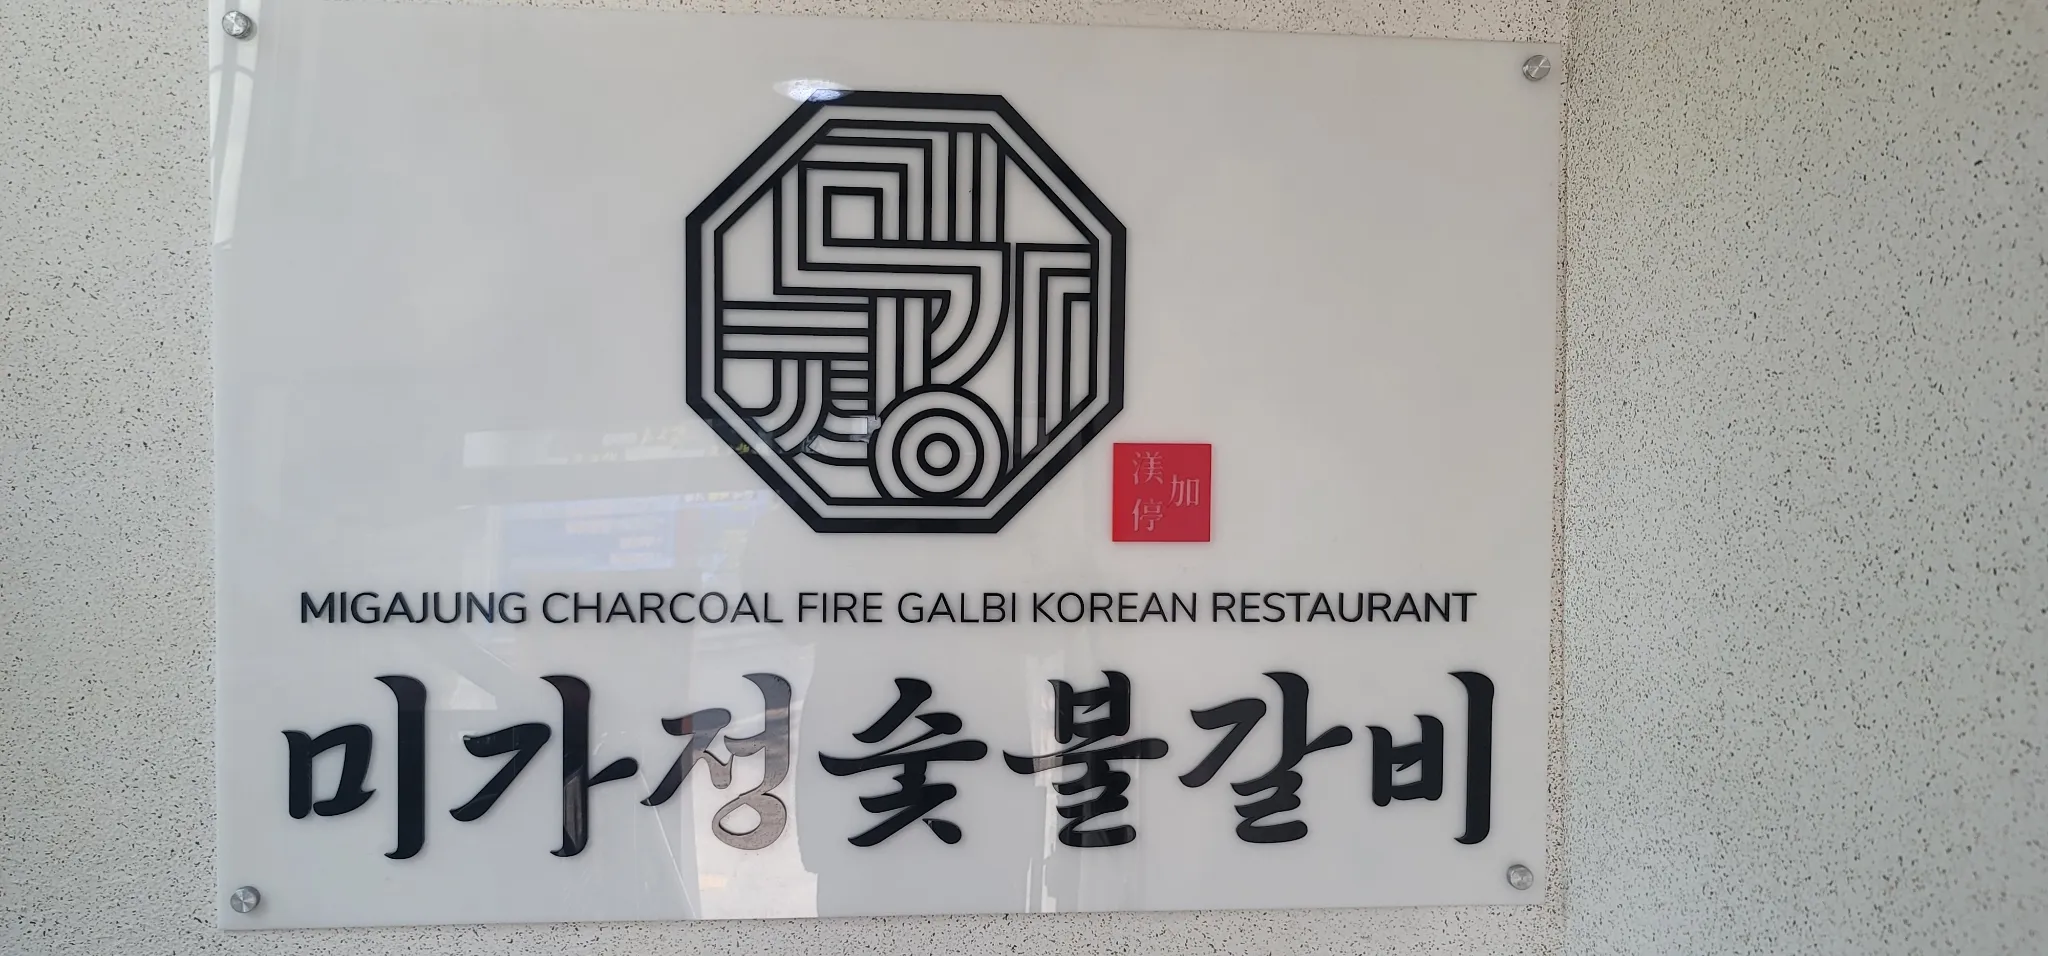 渼加
停
MIGAJUNG CHARCOAL FIRE GALBI KOREAN RESTAURANT
미가정숯불갈비